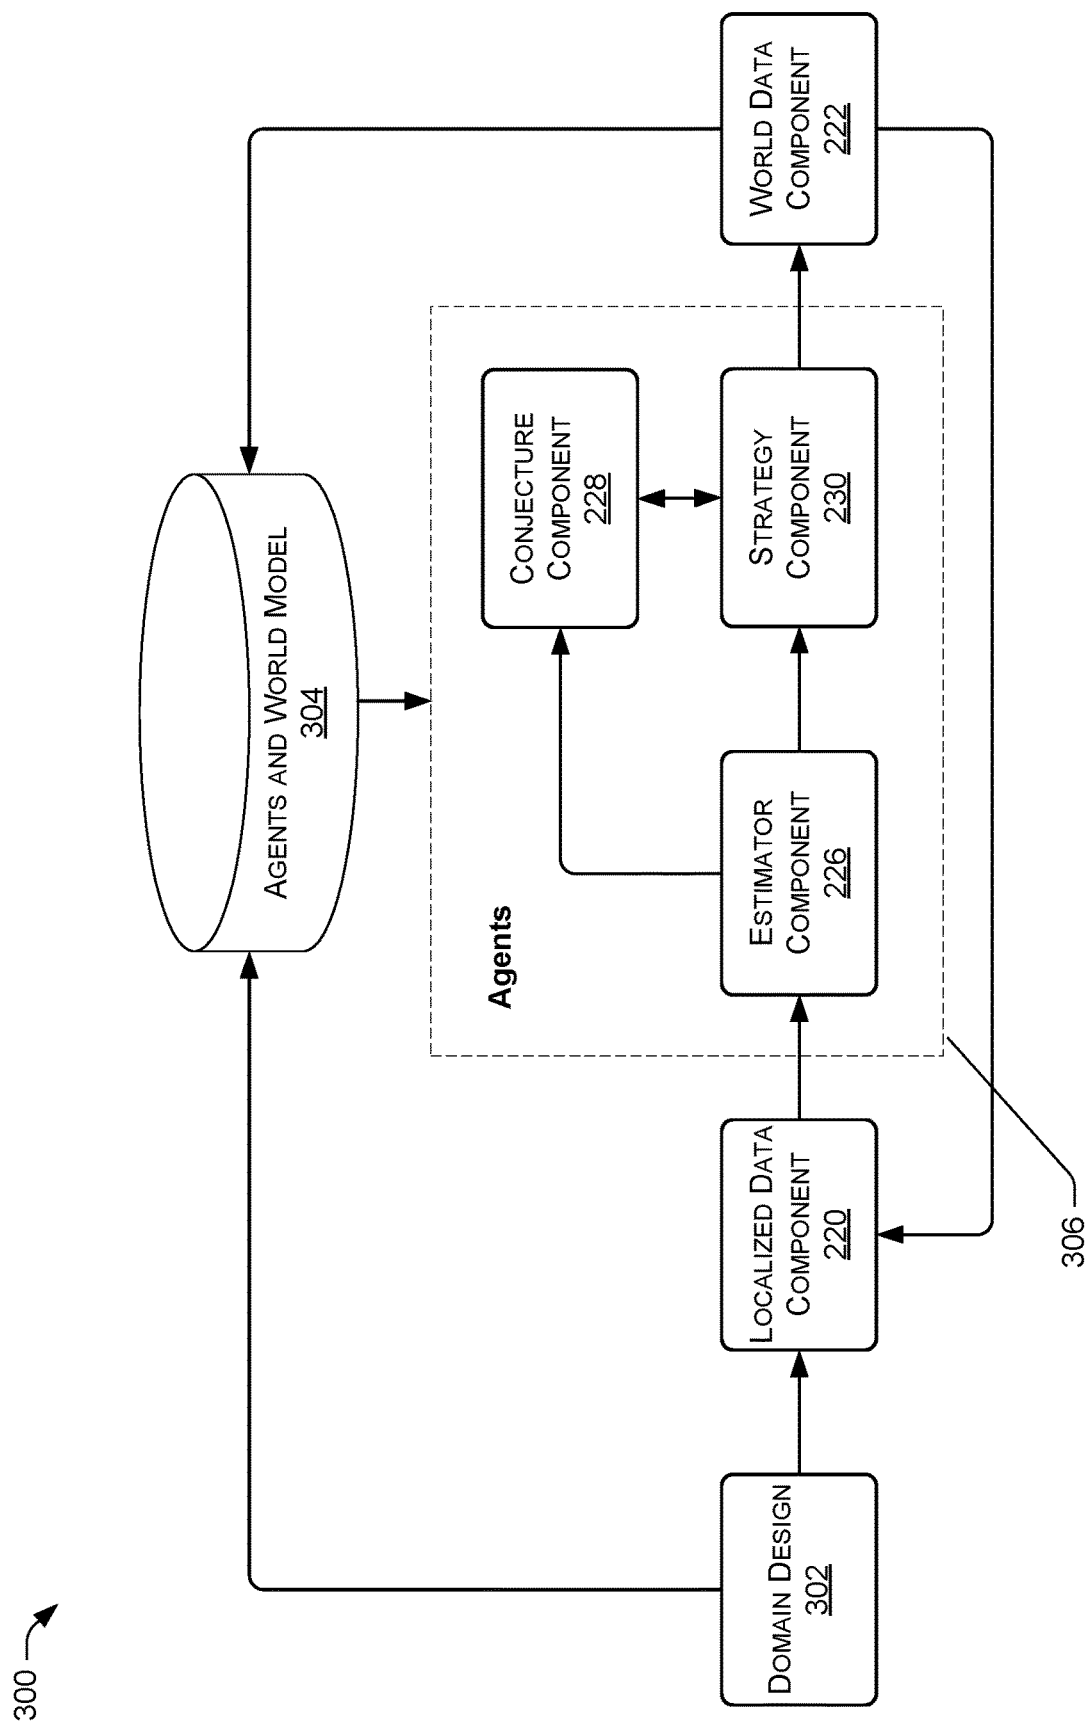 300
AGENTS AND WORLD MODEL
304
Agents
CONJECTURE
COMPONENT
228
DOMAIN DESIGN
302
LOCALIZED DATA
COMPONENT
220
ESTIMATOR
COMPONENT
226
STRATEGY
COMPONENT
230
WORLD DATA
COMPONENT
222
306